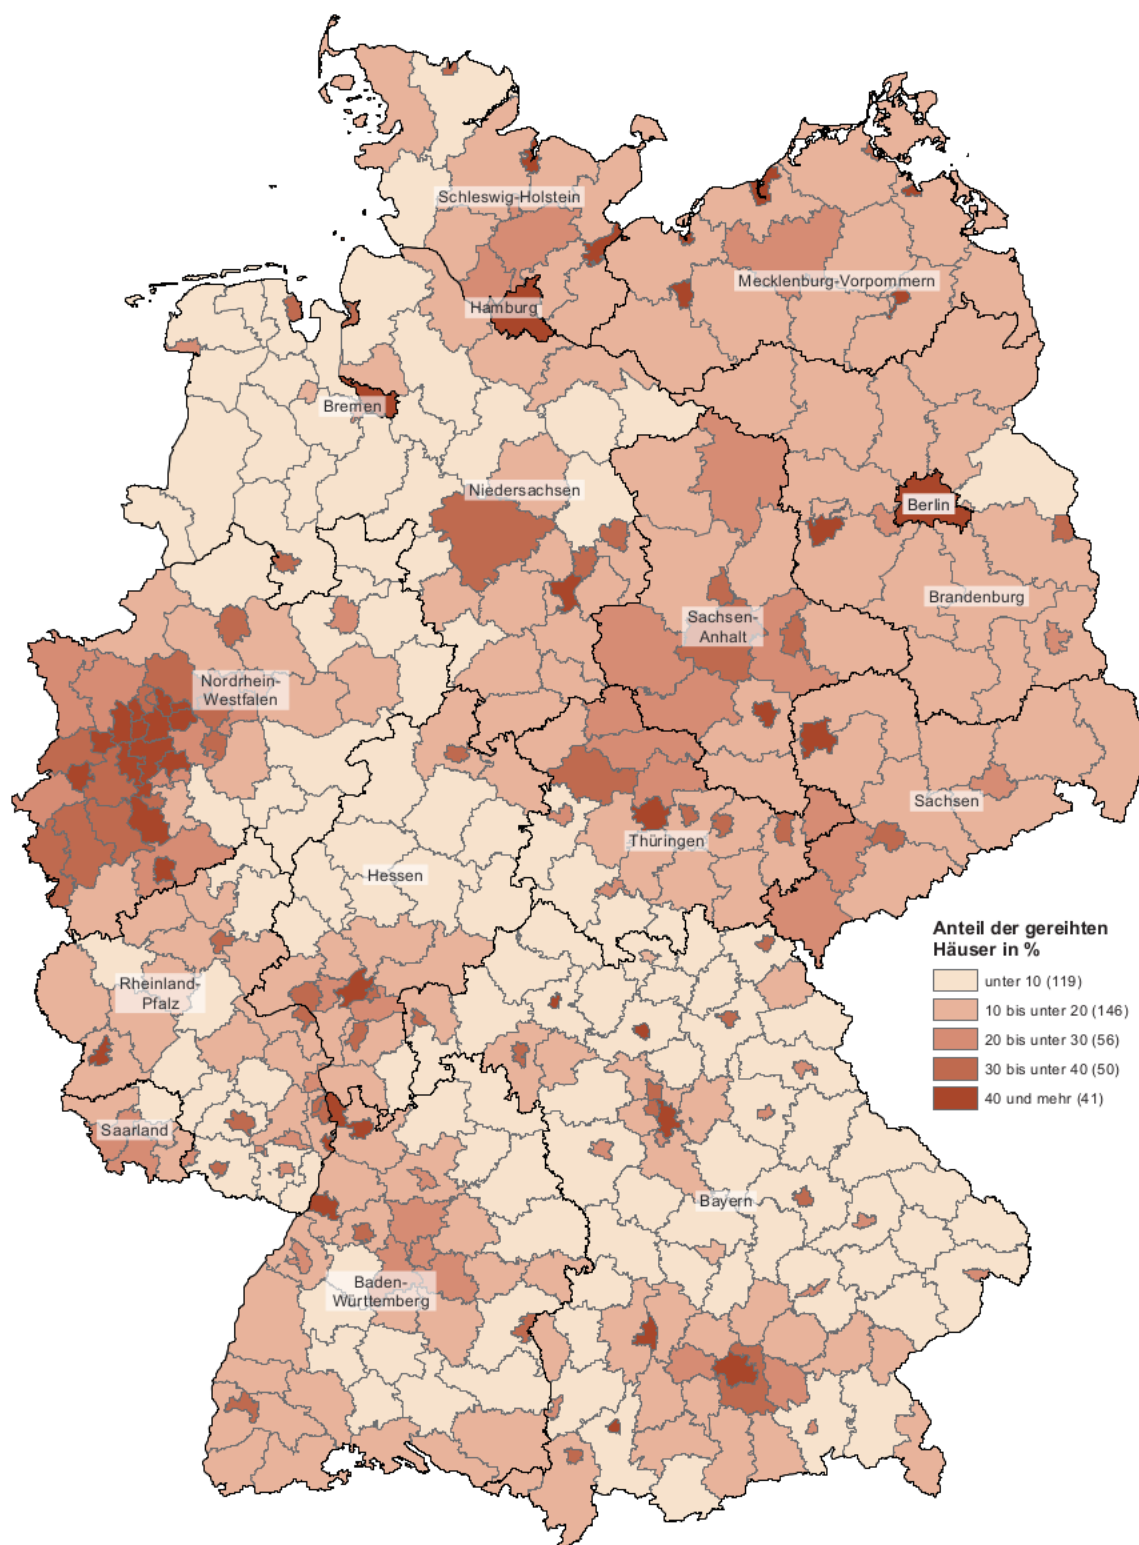 Schleswig-Holstein
Mecklenburg-Vorpommern
Hamburg
Bremen
Niedersachsen
Berlin
Brandenburg
Sachsen-
Anhalt
Nordrhein-
Westfalen
Sachsen
Thüringen
Hessen
Rheinland-
Pfalz
Saarland
Bayern
Baden-
Württemberg
Anteil der gereihten
Häuser in %
unter 10 (119)
10 bis unter 20 (146)
20 bis unter 30 (56)
30 bis unter 40 (50)
40 und mehr (41)